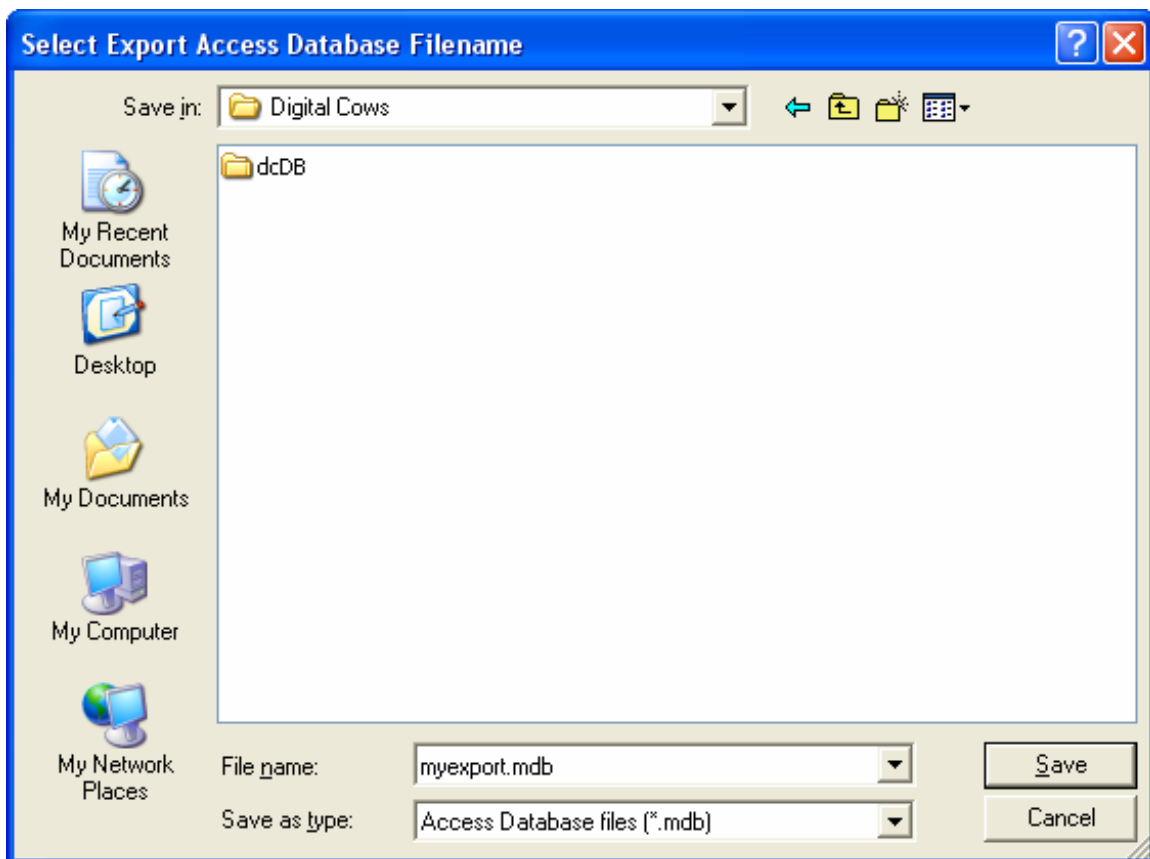 Select Export Access Database Filename
Save in:
Digital Cows
dcDB
My Recent
Documents
Desktop
My Documents
My Computer
My Network
Places
File name:
myexport.mdb
Save
Save as type:
Access Database files (*.mdb)
Cancel